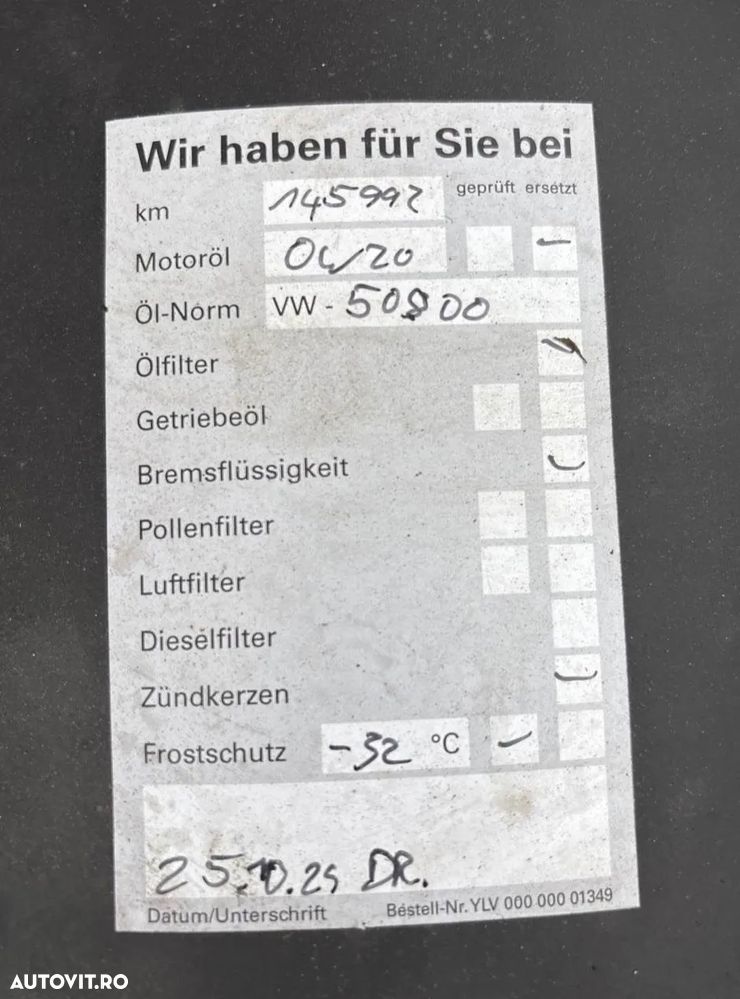 Wir haben für Sie bei
geprüft ersetzt
km 145992
Motoröl 0W20
Öl-Norm VW - 50800
Ölfilter
Getriebeöl
Bremsflüssigkeit
Pollenfilter
Luftfilter
Dieselfilter
Zündkerzen
Frostschutz -32 °C
25.10.25 DR.
Datum/Unterschrift Bestell-Nr. YLV 000 000 01349
AUTOVIT.RO